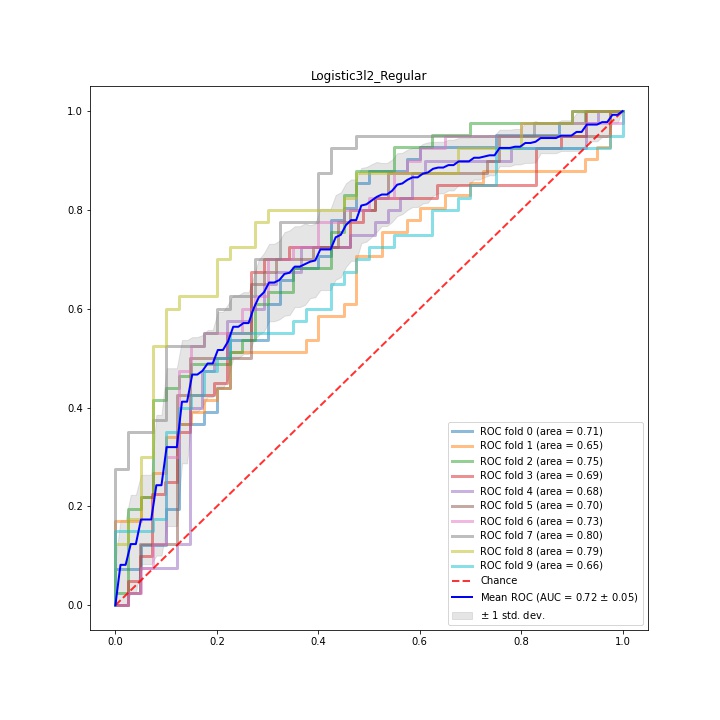 Logistic3l2_Regular
1.0
0.8
0.6
0.4
0.2
0.0
0.0 0.2 0.4 0.6 0.8 1.0
ROC fold 0 (area = 0.71)
ROC fold 1 (area = 0.65)
ROC fold 2 (area = 0.75)
ROC fold 3 (area = 0.69)
ROC fold 4 (area = 0.68)
ROC fold 5 (area = 0.70)
ROC fold 6 (area = 0.73)
ROC fold 7 (area = 0.80)
ROC fold 8 (area = 0.79)
ROC fold 9 (area = 0.66)
Chance
Mean ROC (AUC = 0.72 ± 0.05)
± 1 std. dev.